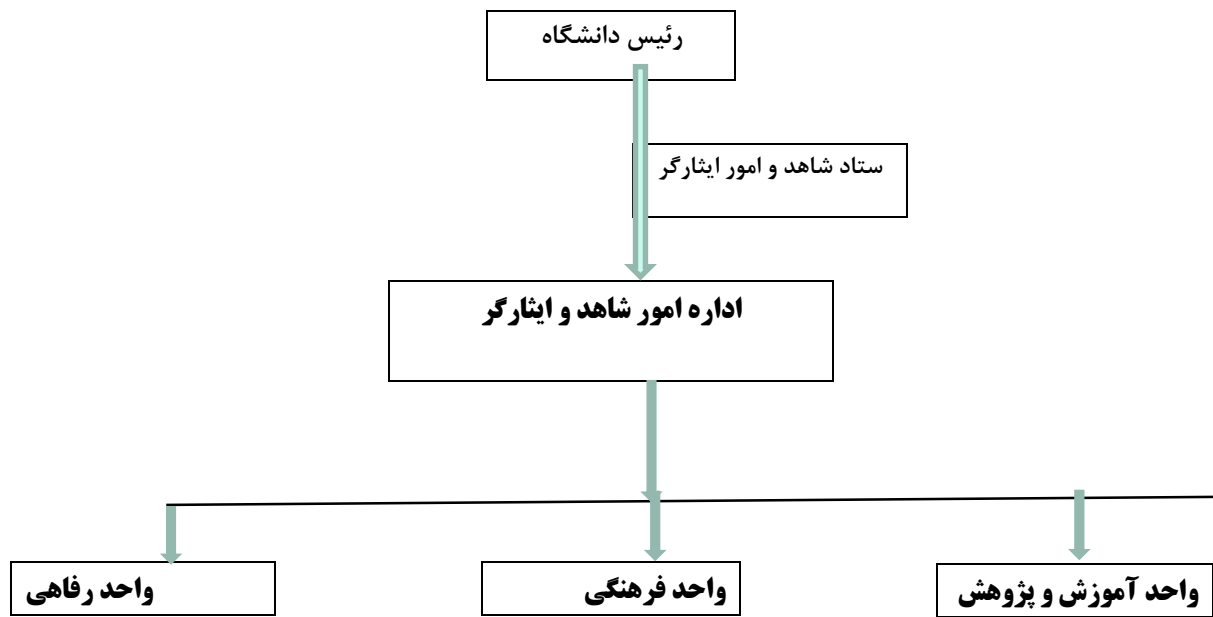 رئیس دانشگاه
ستاد شاهد و امور ایثارگر
اداره امور شاهد و ایثارگر
واحد آموزش و پژوهش
واحد فرهنگی
واحد رفاهی